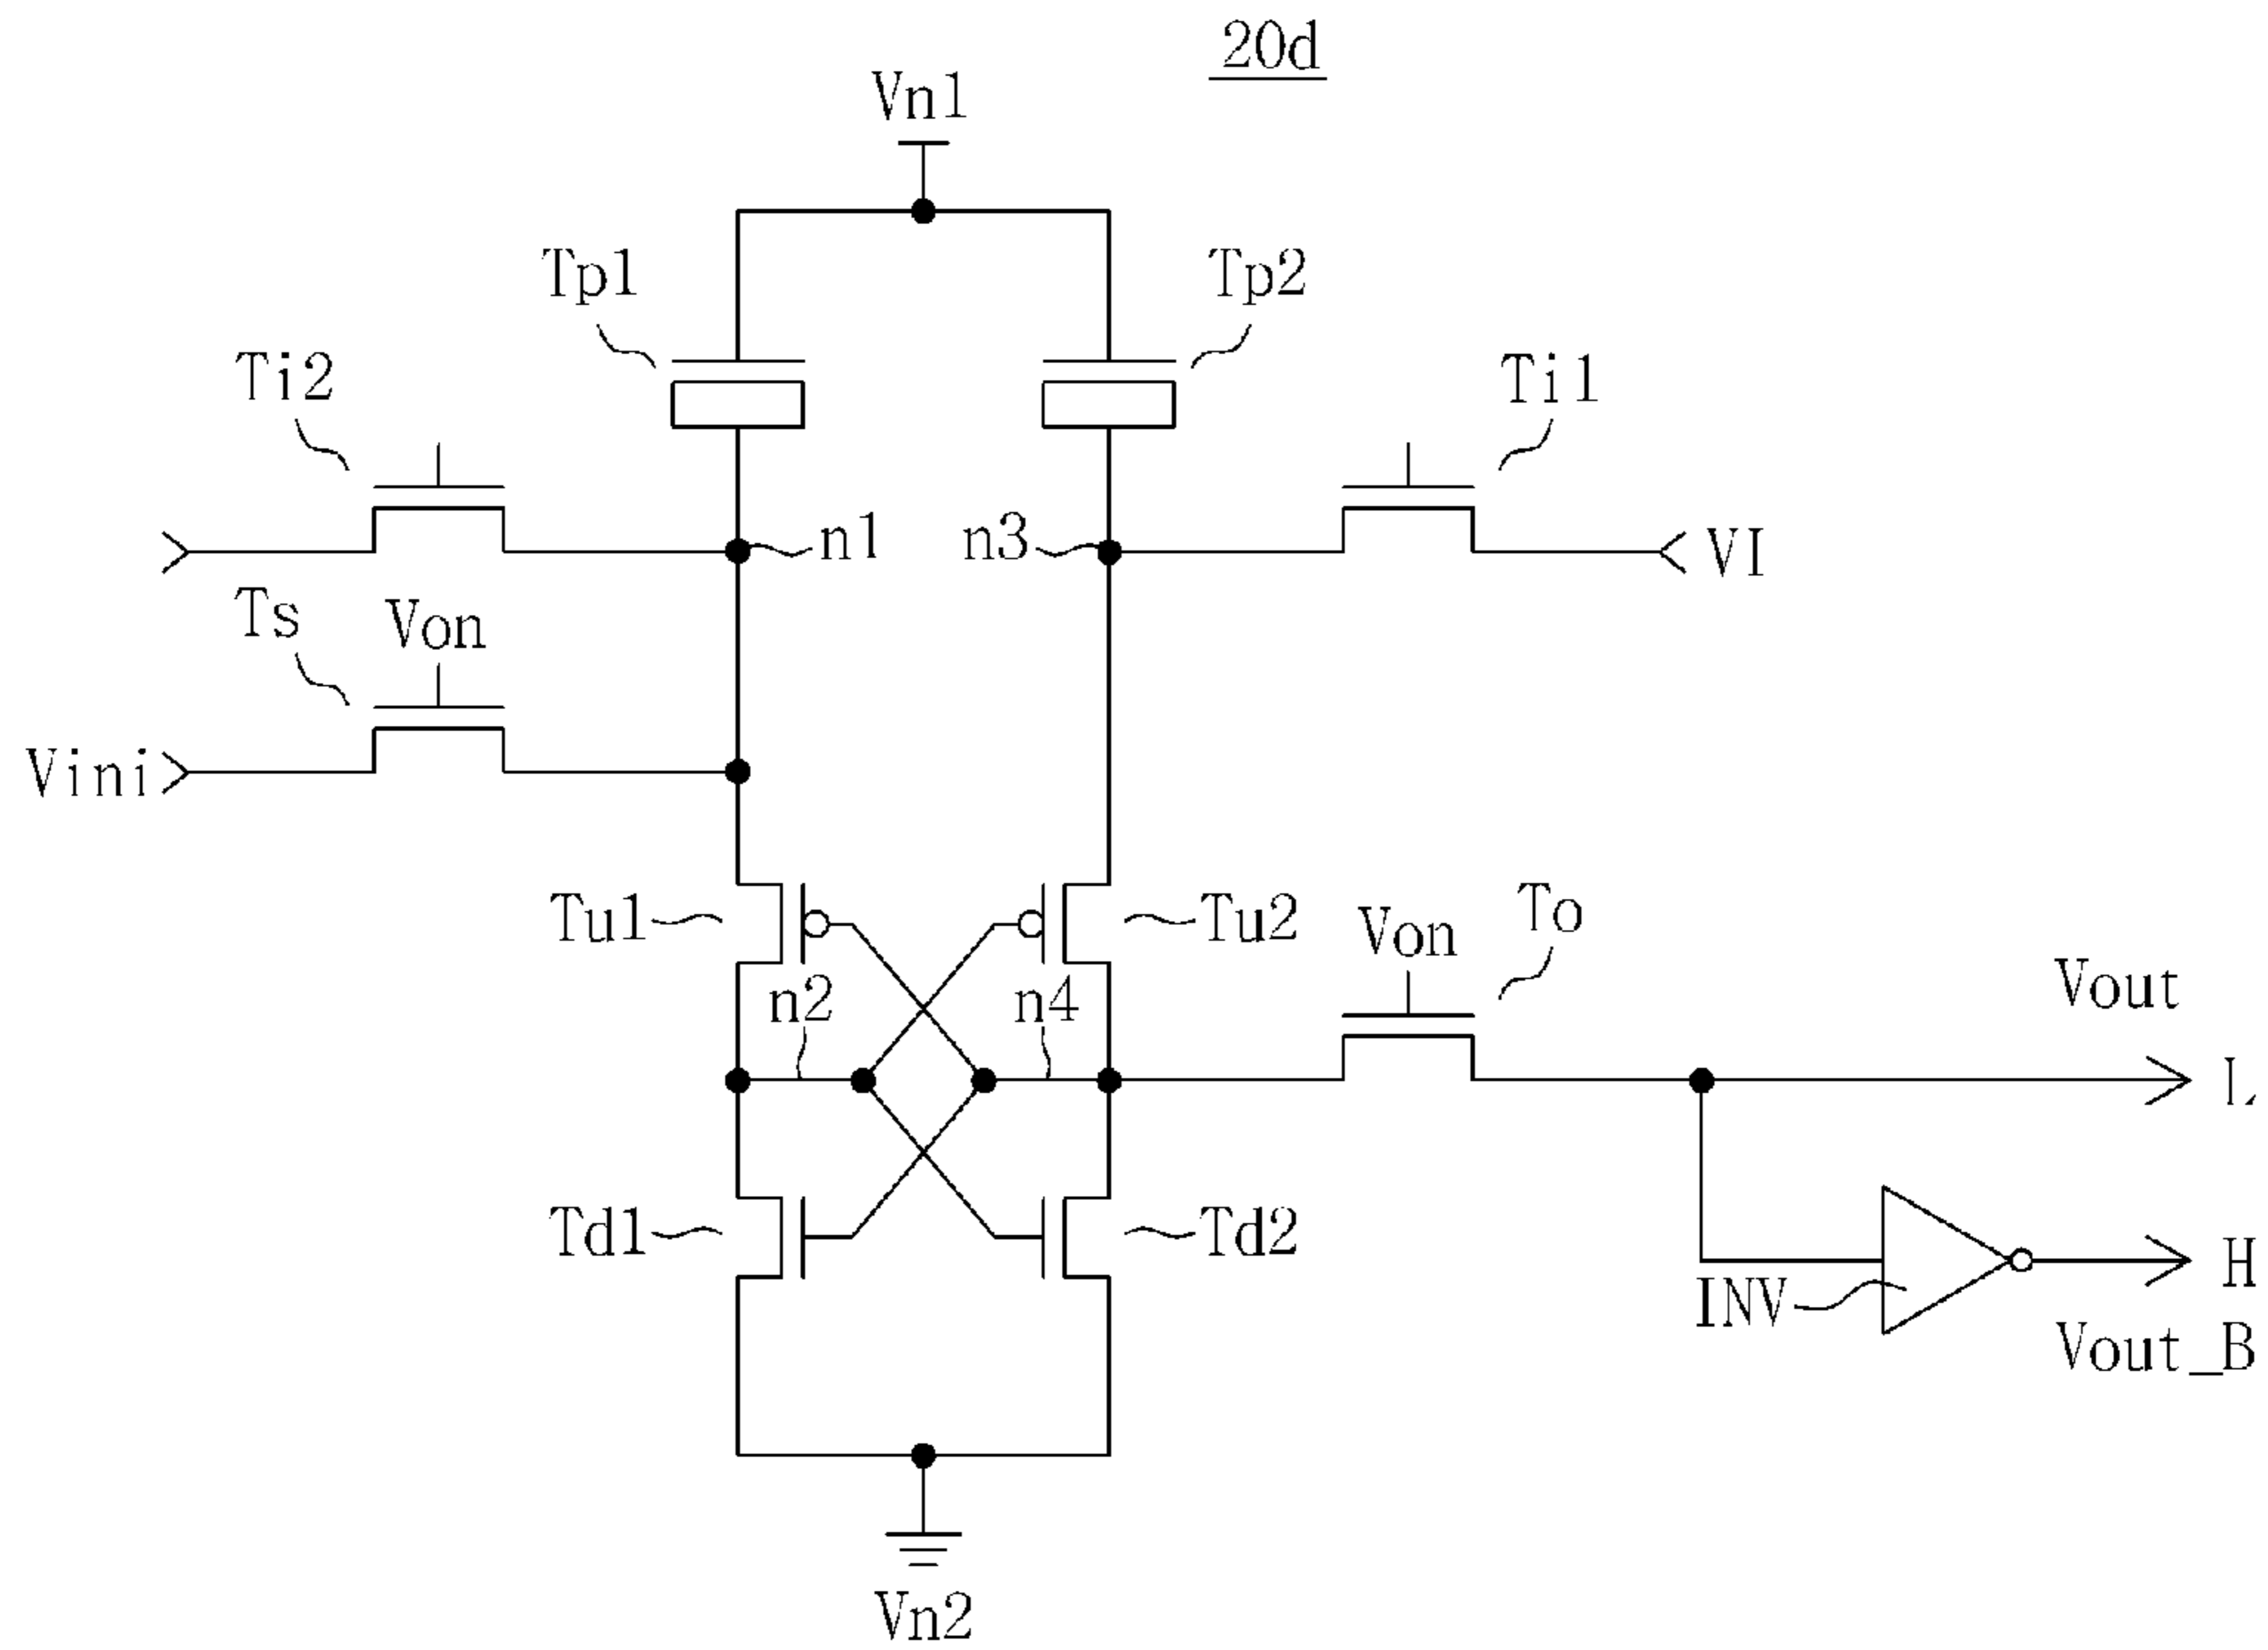 20d
Vn1
Tp1
Tp2
Ti2
Ti1
n1
n3
VI
Ts
Von
Vini
Tu1
Tu2
Von
To
n2
n4
Vout
L
Td1
Td2
H
INV
Vout_B
Vn2